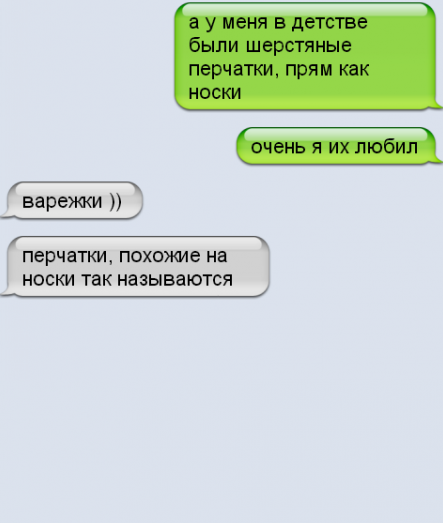 а у меня в детстве
были шерстяные
перчатки, прям как
носки
очень я их любил
варежки ))
перчатки, похожие на
носки так называются